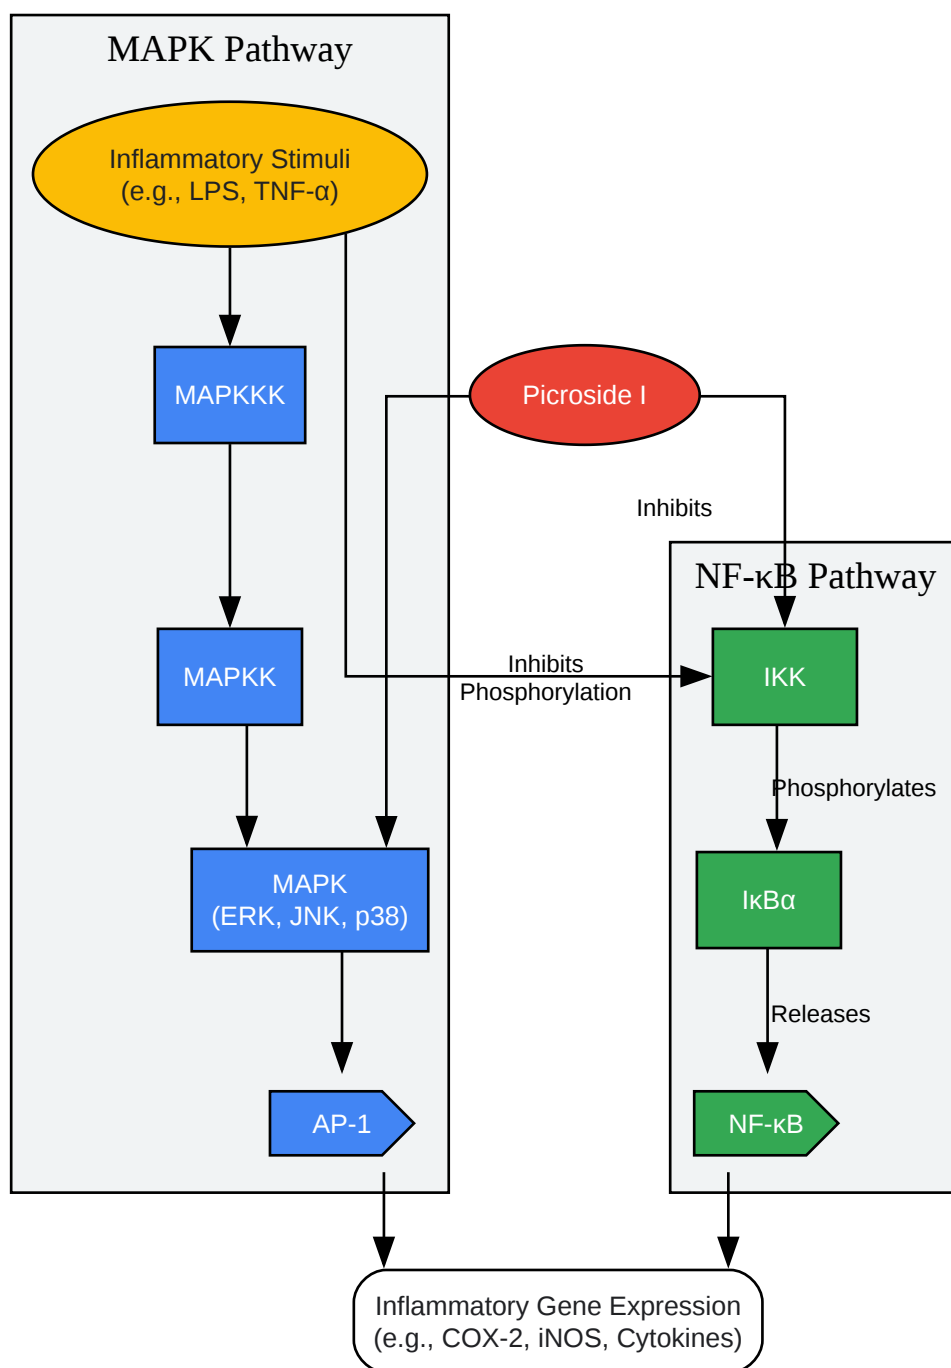 MAPK Pathway
Inflammatory Stimuli
(e.g., LPS, TNF-α)
MAPKKK
Picroside I
Inhibits
NF-κB Pathway
MAPKK
Inhibits
Phosphorylation
IKK
Phosphorylates
MAPK
(ERK, JNK, p38)
IκBα
Releases
AP-1
NF-κB
Inflammatory Gene Expression
(e.g., COX-2, iNOS, Cytokines)